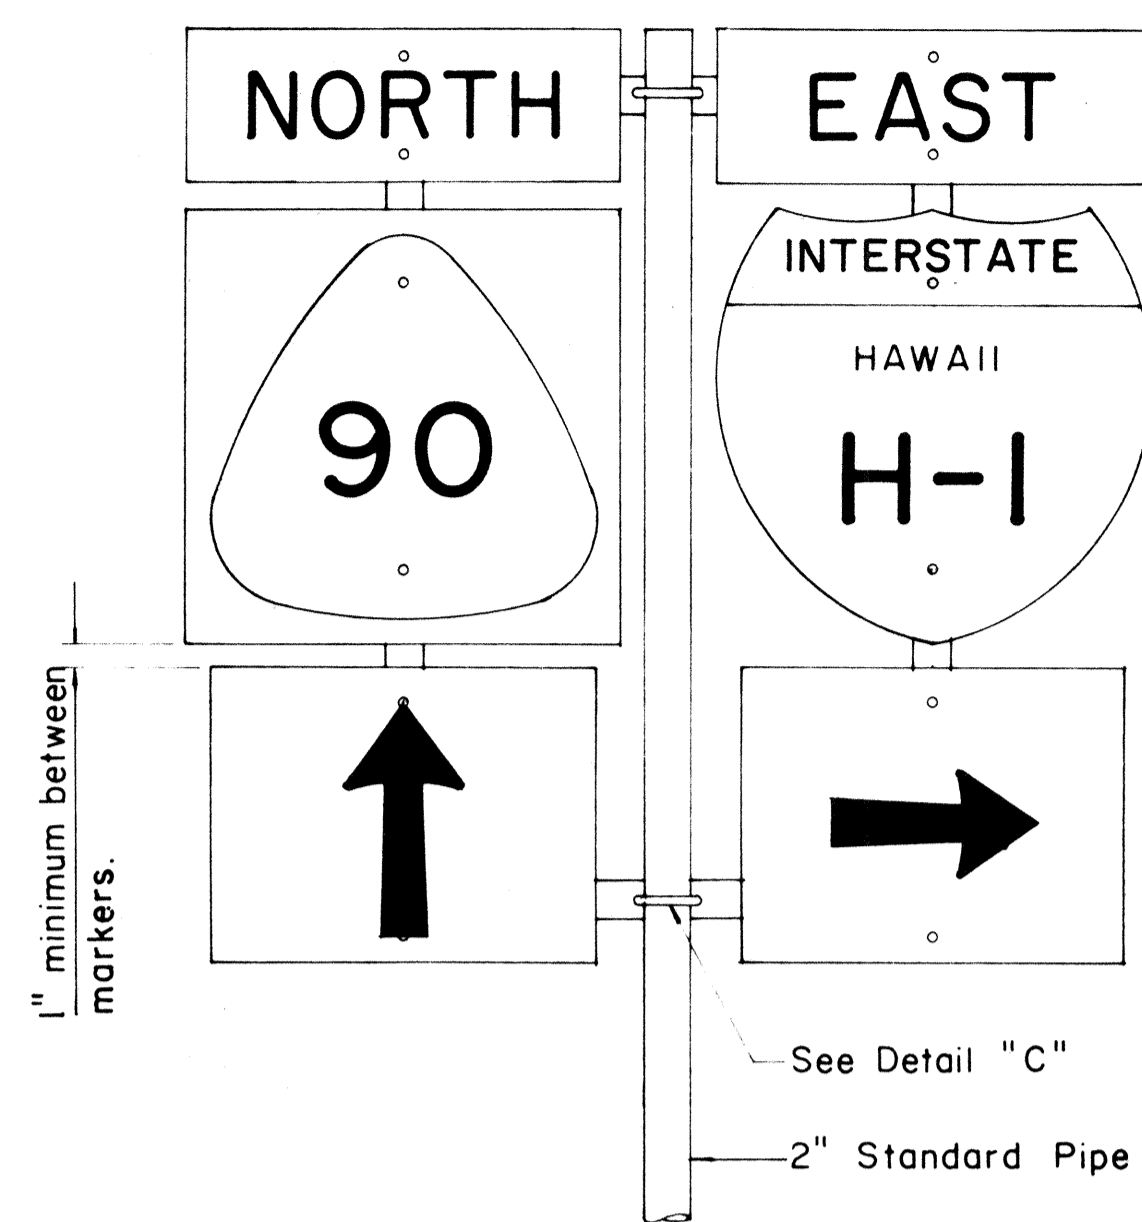 NORTH
EAST
INTERSTATE
HAWAII
90
H-1
1" minimum between
markers.
See Detail "C"
2" Standard Pipe